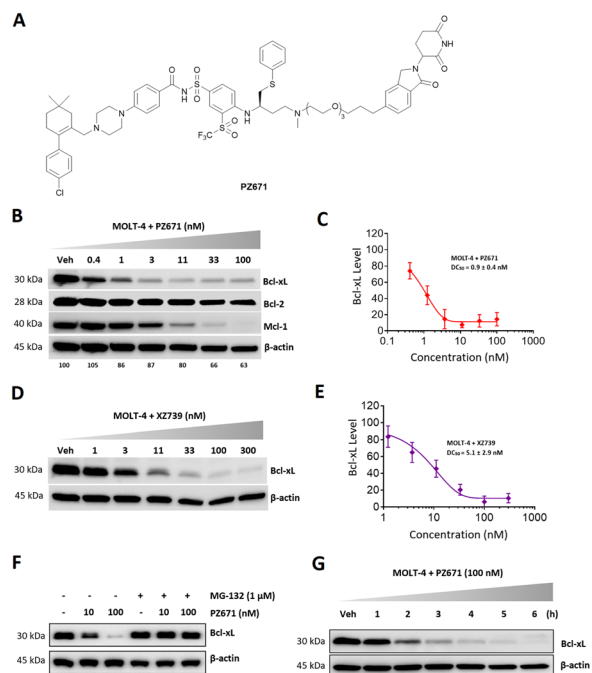 A
O
O
NH
N
O
S
O
O
S
O
N
H
HN
N
O
3
N
N
F₃C
S
O
O
Cl
PZ671
B
MOLT-4 + PZ671 (nM)
Veh 0.4 1 3 11 33 100
30 kDa Bcl-xL
28 kDa Bcl-2
40 kDa Mcl-1
45 kDa β-actin
100 105 86 87 80 66 63
C
Bcl-xL Level
120
100
80
60
40
20
0
MOLT-4 + PZ671
DC₅₀ = 0.9 ± 0.4 nM
0.1 1 10 100 1000
Concentration (nM)
D
MOLT-4 + XZ739 (nM)
Veh 1 3 11 33 100 300
30 kDa Bcl-xL
45 kDa β-actin
E
Bcl-xL Level
120
100
80
60
40
20
0
MOLT-4 + XZ739
DC₅₀ = 5.1 ± 2.9 nM
1 10 100 1000
Concentration (nM)
F
- - - + + + MG-132 (1 μM)
- 10 100 - 10 100 PZ671 (nM)
30 kDa Bcl-xL
45 kDa β-actin
G
MOLT-4 + PZ671 (100 nM)
Veh 1 2 3 4 5 6 (h)
30 kDa Bcl-xL
45 kDa β-actin